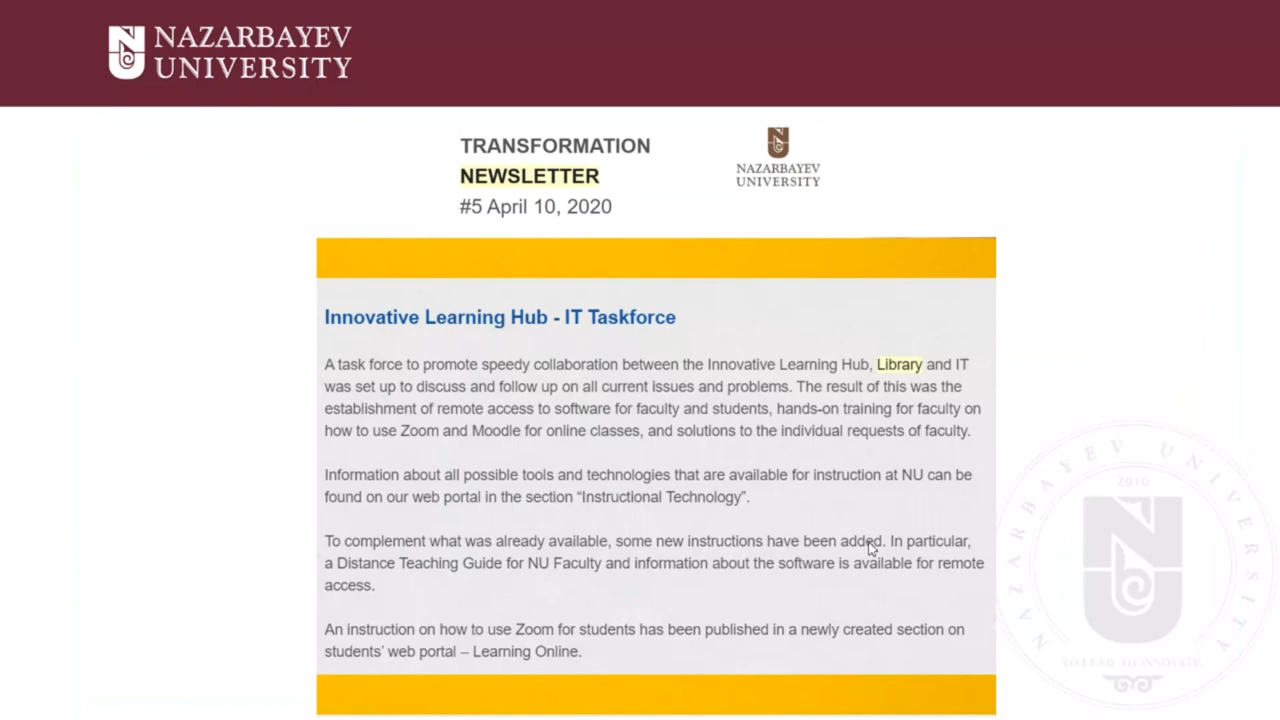 NAZARBAYEV
UNIVERSITY
TRANSFORMATION
NEWSLETTER
#5 April 10, 2020
NAZARBAYEV
UNIVERSITY
Innovative Learning Hub - IT Taskforce
A task force to promote speedy collaboration between the Innovative Learning Hub, Library and IT
was set up to discuss and follow up on all current issues and problems. The result of this was the
establishment of remote access to software for faculty and students, hands-on training for faculty on
how to use Zoom and Moodle for online classes, and solutions to the individual requests of faculty.
Information about all possible tools and technologies that are available for instruction at NU can be
found on our web portal in the section “Instructional Technology”.
To complement what was already available, some new instructions have been added. In particular,
a Distance Teaching Guide for NU Faculty and information about the software is available for remote
access.
An instruction on how to use Zoom for students has been published in a newly created section on
students’ web portal – Learning Online.
NAZARBAYEV UNIVERSITY
2010
TO LEAD. TO INNOVATE.